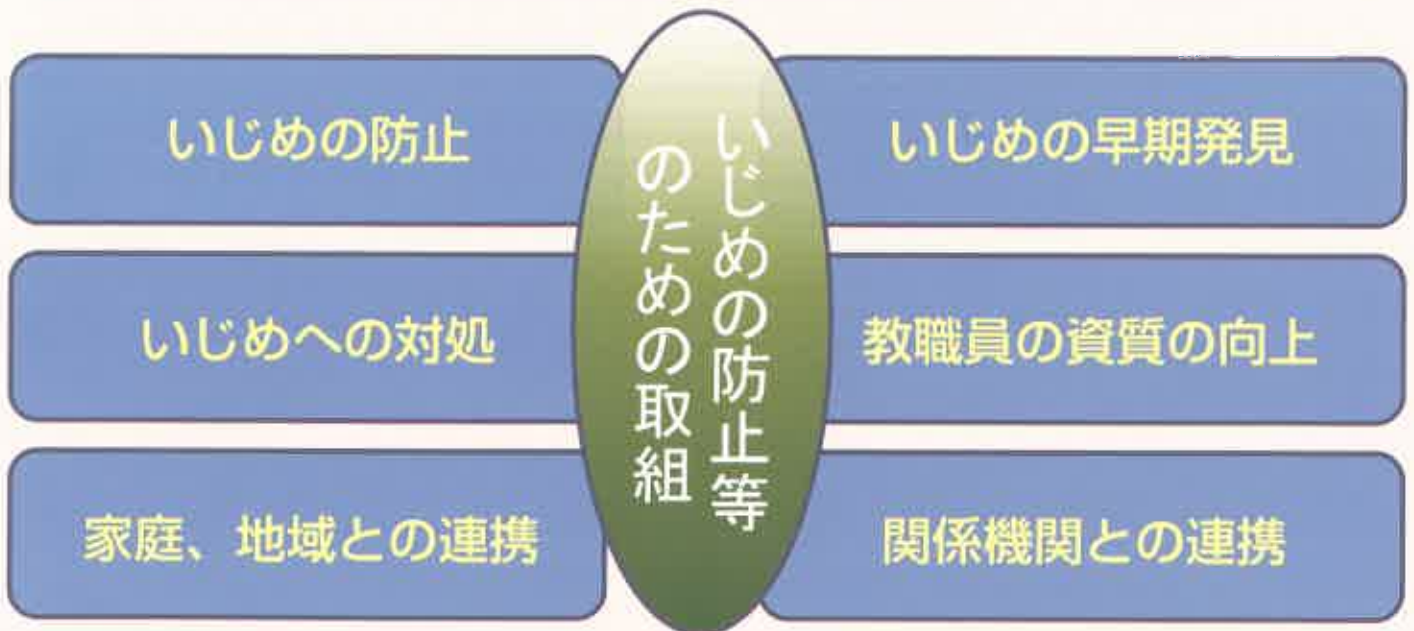 いじめの防止等
のための取組
いじめの防止
いじめの早期発見
いじめへの対処
教職員の資質の向上
家庭、地域との連携
関係機関との連携